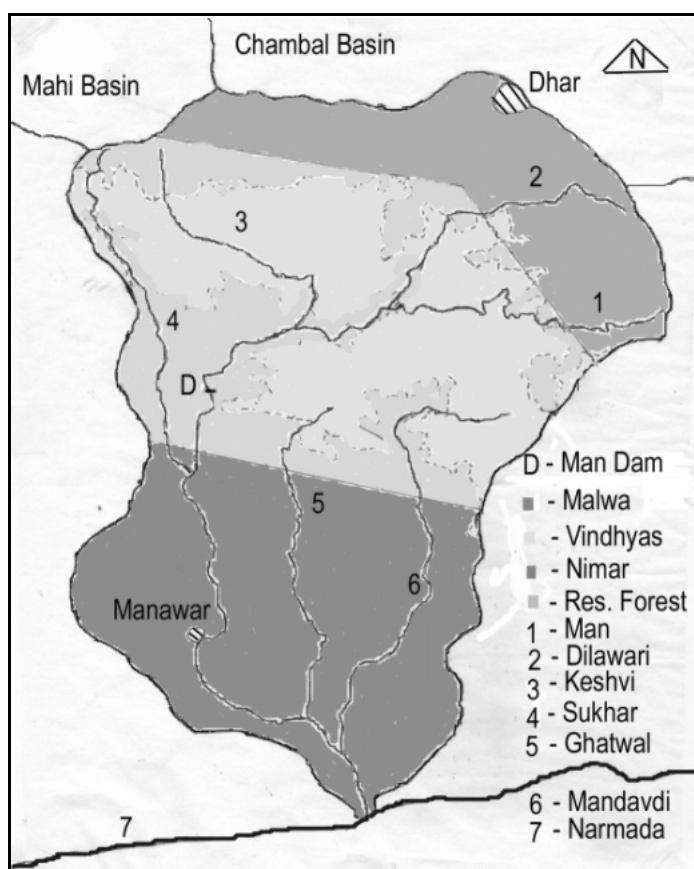 Chambal Basin
Mahi Basin
N
Dhar
2
3
1
4
D
D - Man Dam
- Malwa
- Vindhyas
- Nimar
- Res. Forest
1 - Man
2 - Dilawari
3 - Keshvi
4 - Sukhar
5 - Ghatwal
6 - Mandavdi
7 - Narmada
5
6
Manawar
7